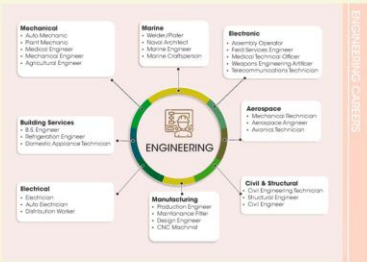 Mechanical
• Auto Mechanic
• Plant Mechanic
• Medical Engineer
• Mechanical Engineer
• Agricultural Engineer
Marine
• Welder/Plater
• Naval Architect
• Marine Engineer
• Marine Craftsperson
Electronic
• Assembly Operator
• Field Services Engineer
• Medical Technical Officer
• Weapons Engineering Artificer
• Telecommunications Technician
Building Services
• B.S. Engineer
• Refrigeration Engineer
• Domestic Appliance Technician
ENGINEERING
Aerospace
• Mechanical Technician
• Aerospace Angineer
• Avionics Technician
Electrical
• Electrician
• Auto Electrician
• Distribution Worker
Manufacturing
• Production Engineer
• Maintanance Fitter
• Design Engineer
• CNC Machinist
Civil & Structural
• Civil Engineering Technician
• Structural Engineer
• Civil Engineer
ENGINEERING CAREERS